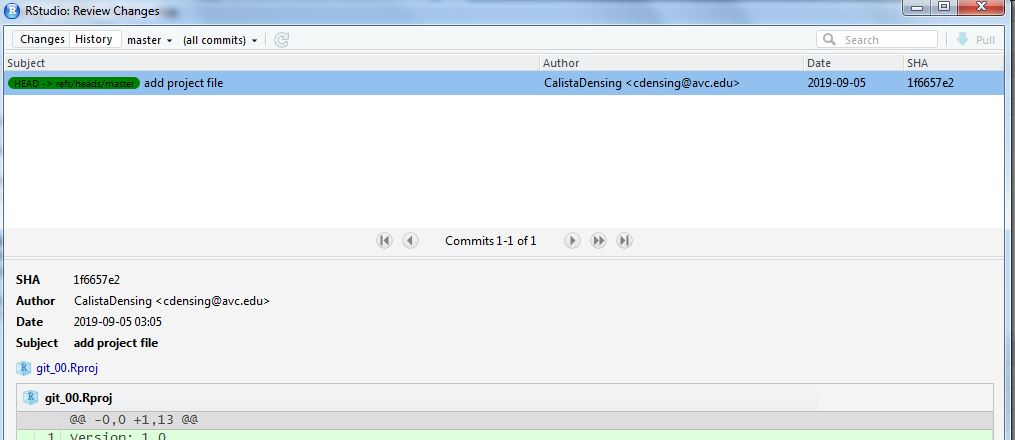 RStudio: Review Changes
Changes History master (all commits) Search Pull
Subject Author Date SHA
HEAD -> refs/heads/master add project file CalistaDensing <cdensing@avc.edu> 2019-09-05 1f6657e2
Commits 1-1 of 1
SHA 1f6657e2
Author CalistaDensing <cdensing@avc.edu>
Date 2019-09-05 03:05
Subject add project file
git_00.Rproj
git_00.Rproj
@@ -0,0 +1,13 @@
1 Version: 1.0